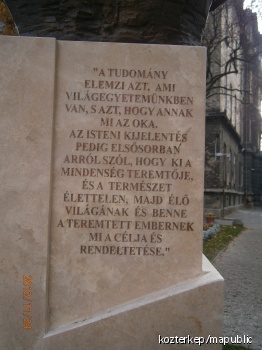 "A TUDOMÁNY
ELEMZI AZT, AMI
VILÁGEGYETEMÜNKBEN
VAN, S AZT, HOGY ANNAK
MI AZ OKA.
AZ ISTENI KIJELENTÉS
PEDIG ELSŐSORBAN
ARRÓL SZÓL, HOGY KI A
MINDENSÉG TEREMTŐJE,
ÉS A TERMÉSZET
ÉLETTELEN, MAJD ÉLŐ
VILÁGÁNAK ÉS BENNE
A TEREMTETT EMBERNEK
MI A CÉLJA ÉS
RENDELTETÉSE."
kozterkep/mapublic